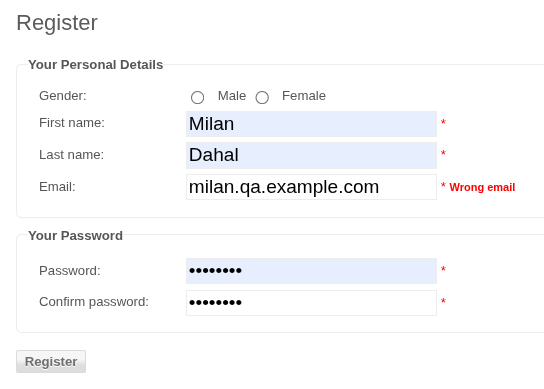 Register
Your Personal Details
Gender: Male Female
First name: Milan *
Last name: Dahal *
Email: milan.qa.example.com * Wrong email
Your Password
Password: •••••••• *
Confirm password: •••••••• *
Register